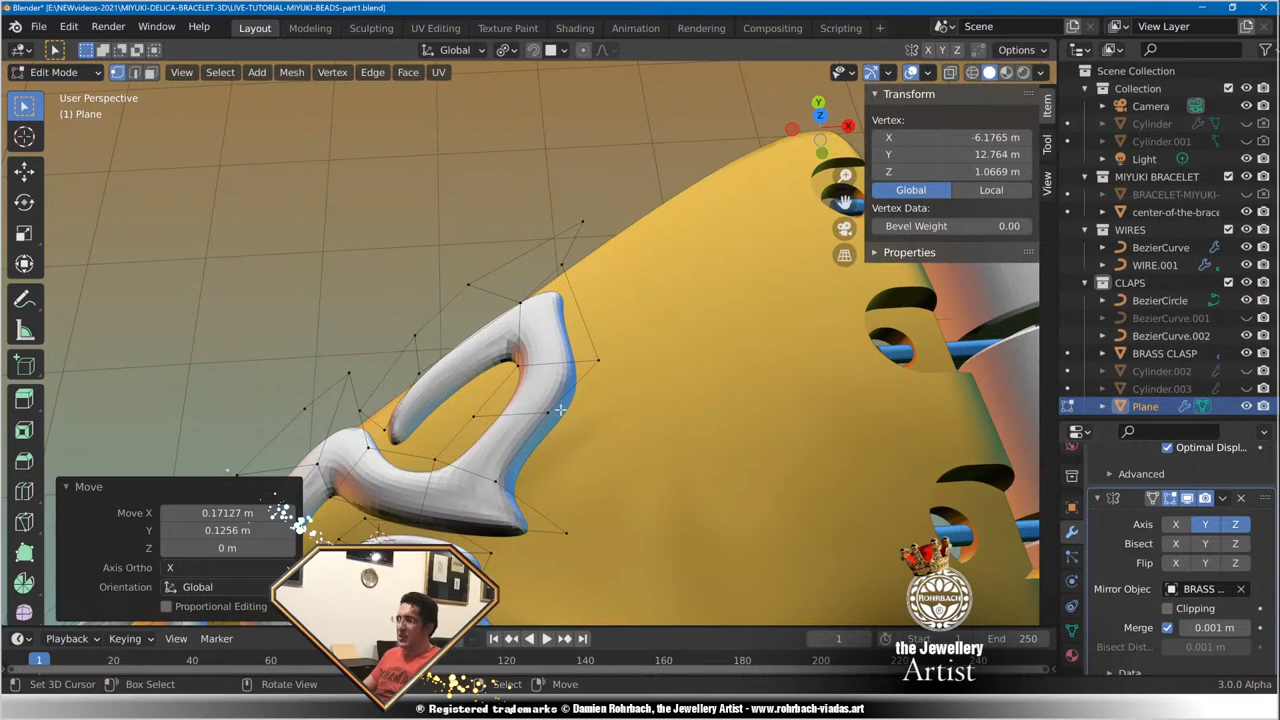 Blender* [E:\NEWvideos-2021\MIYUKI-DELICA-BRACELET-3D\LIVE-TUTORIAL-MIYUKI-BEADS-part1.blend]
File Edit Render Window Help Layout Modeling Sculpting UV Editing Texture Paint Shading Animation Rendering Compositing Scripting Scene View Layer
Global X Y Z Options
Edit Mode View Select Add Mesh Vertex Edge Face UV
User Perspective
(1) Plane
Y
Z
X
Transform
Vertex:
X -6.1765 m
Y 12.764 m
Z 1.0669 m
Global Local
Vertex Data:
Bevel Weight 0.00
Properties
Item
Tool
View
Scene Collection
Collection
Camera
Cylinder
Cylinder.001
Light
MIYUKI BRACELET
BRACELET-MIYUKI-
center-of-the-brace
WIRES
BezierCurve
WIRE.001
CLAPS
BezierCircle
BezierCurve.001
BezierCurve.002
BRASS CLASP
Cylinder.002
Cylinder.003
Plane
Optimal Displ...
Advanced
Axis X Y Z
Bisect X Y Z
Flip X Y Z
Mirror Objec BRASS ...
Clipping
Merge 0.001 m
Bisect Dist... 0.001 m
Data
Move
Move X 0.17127 m
Y 0.1256 m
Z 0 m
Axis Ortho X
Orientation Global
Proportional Editing
ROHRBACH
the Jewellery
Artist
Playback Keying View Marker 1 Start 1 End 250
1 20 40 60 120 140 160 180 200 220 240
Set 3D Cursor Box Select Rotate View Select Move 3.0.0 Alpha
® Registered trademarks © Damien Rohrbach, the Jewellery Artist - www.rohrbach-viadas.art